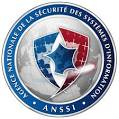 AGENCE NATIONALE DE LA SÉCURITÉ DES SYSTÈMES D'INFORMATION
ANSSI